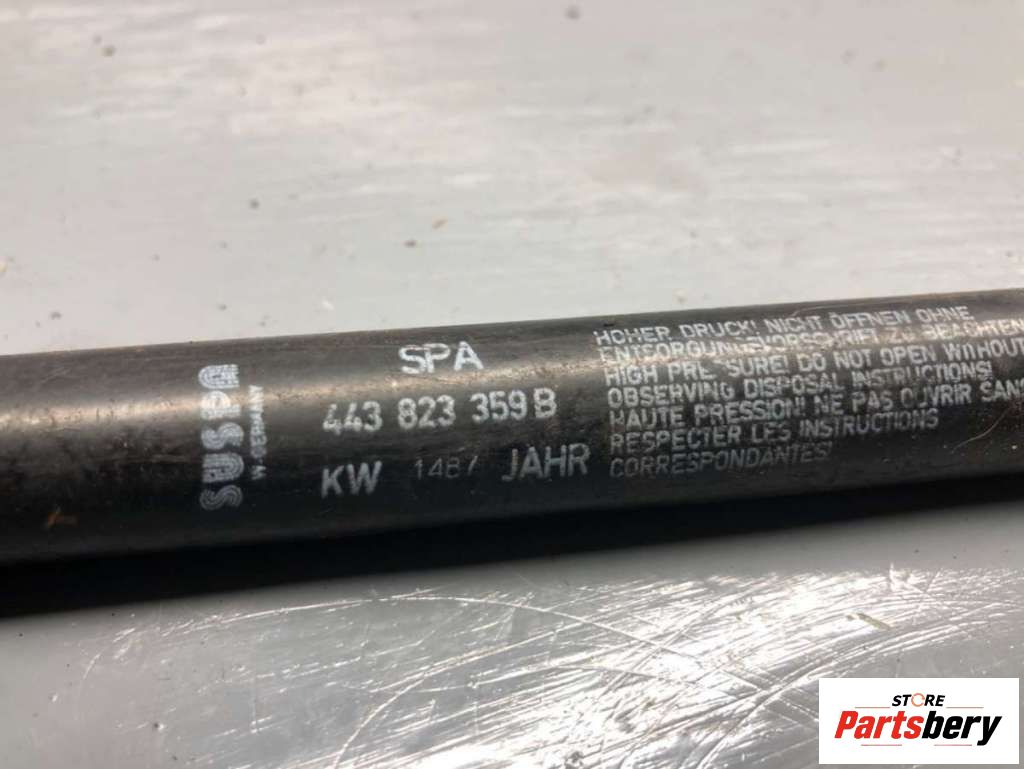 SUSPA
W-GERMANY
SPA
443 823 359 B
KW 1487 JAHR
HOHER DRUCK! NICHT ÖFFNEN OHNE
ENTSORGUNGSVORSCHRIFT ZU BEACHTEN
HIGH PRESSURE! DO NOT OPEN WITHOUT
OBSERVING DISPOSAL INSTRUCTIONS!
HAUTE PRESSION! NE PAS OUVRIR SANS
RESPECTER LES INSTRUCTIONS
CORRESPONDANTES!
STORE
Partsbery